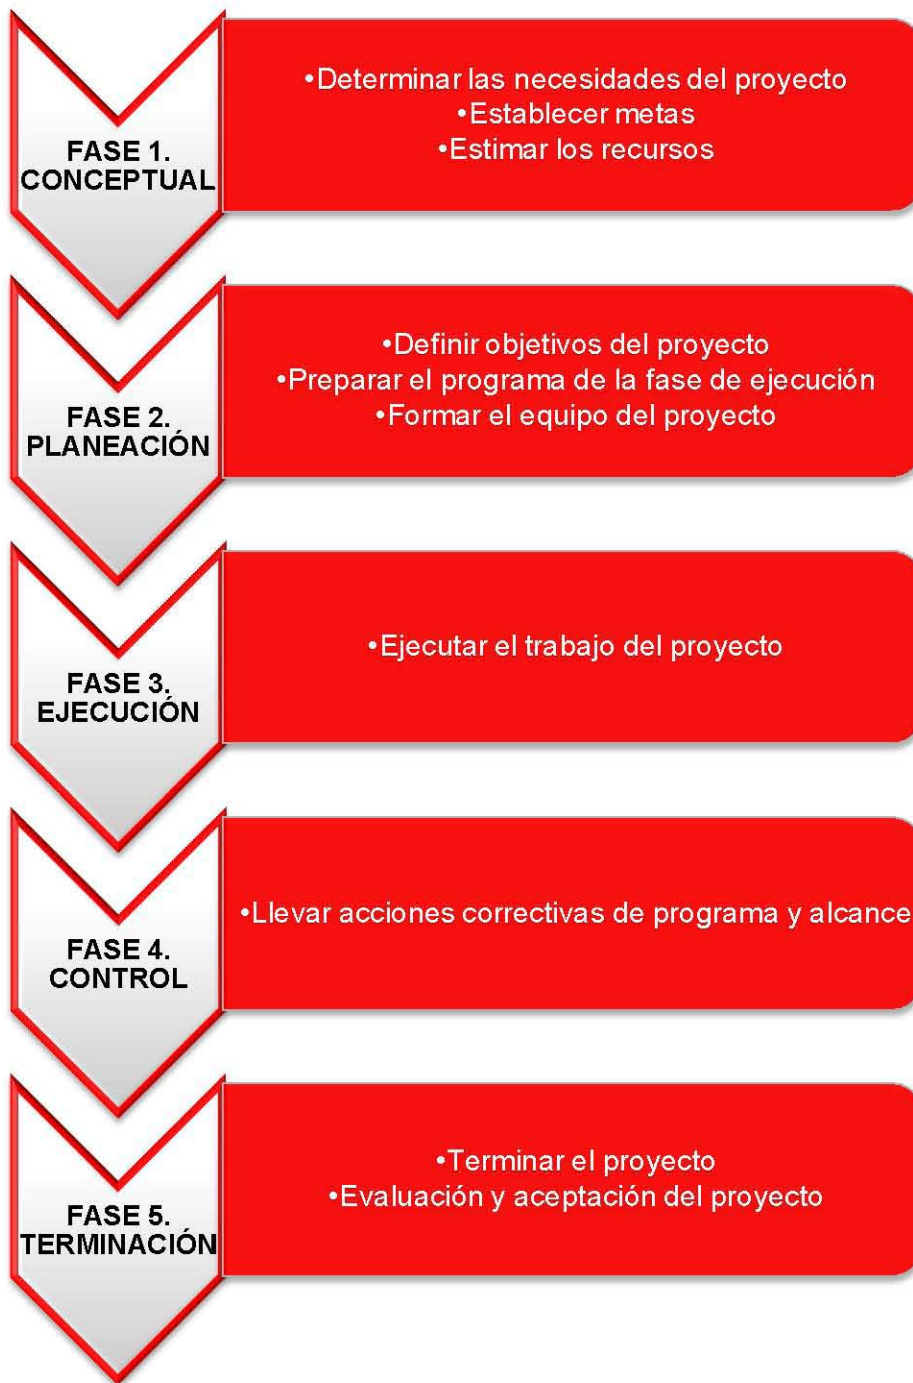 FASE 1.
CONCEPTUAL
•Determinar las necesidades del proyecto
•Establecer metas
•Estimar los recursos
FASE 2.
PLANEACIÓN
•Definir objetivos del proyecto
•Preparar el programa de la fase de ejecución
•Formar el equipo del proyecto
FASE 3.
EJECUCIÓN
•Ejecutar el trabajo del proyecto
FASE 4.
CONTROL
•Llevar acciones correctivas de programa y alcance
FASE 5.
TERMINACIÓN
•Terminar el proyecto
•Evaluación y aceptación del proyecto